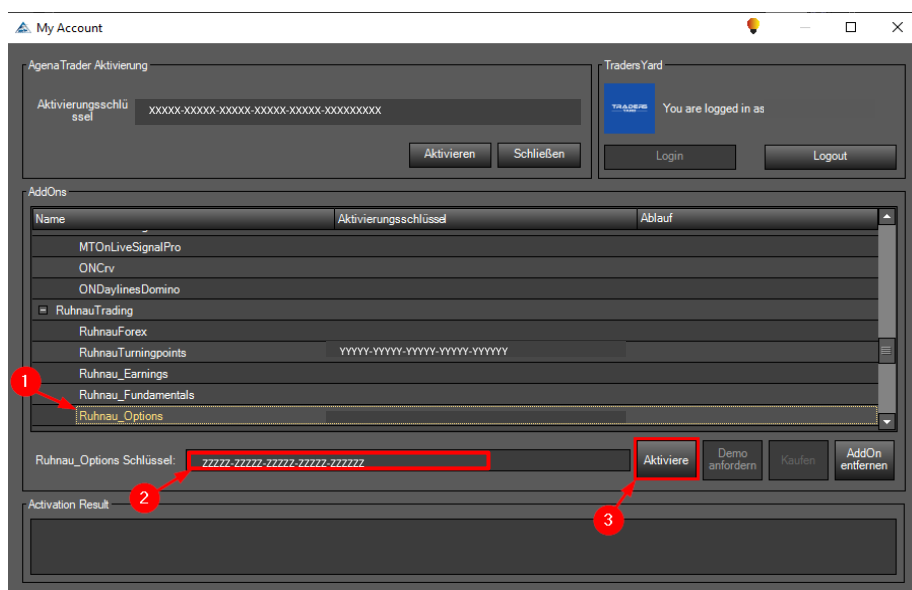 My Account
AgenaTrader Aktivierung
Aktivierungsschlü
ssel
XXXXX-XXXXX-XXXXX-XXXXX-XXXXX-XXXXXXXXX
Aktivieren
Schließen
TradersYard
TRADERS
You are logged in as
Login
Logout
AddOns
Name
Aktivierungsschlüssel
Ablauf
MTOnLiveSignalPro
ONCrv
ONDaylinesDomino
RuhnauTrading
RuhnauForex
RuhnauTurningpoints
YYYYY-YYYYY-YYYYY-YYYYY-YYYYYY
Ruhnau_Earnings
1
Ruhnau_Fundamentals
Ruhnau_Options
Ruhnau_Options Schlüssel:
ZZZZZ-ZZZZZ-ZZZZZ-ZZZZZ-ZZZZZZ
Aktiviere
Demo
anfordern
Kaufen
AddOn
entfernen
2
3
Activation Result